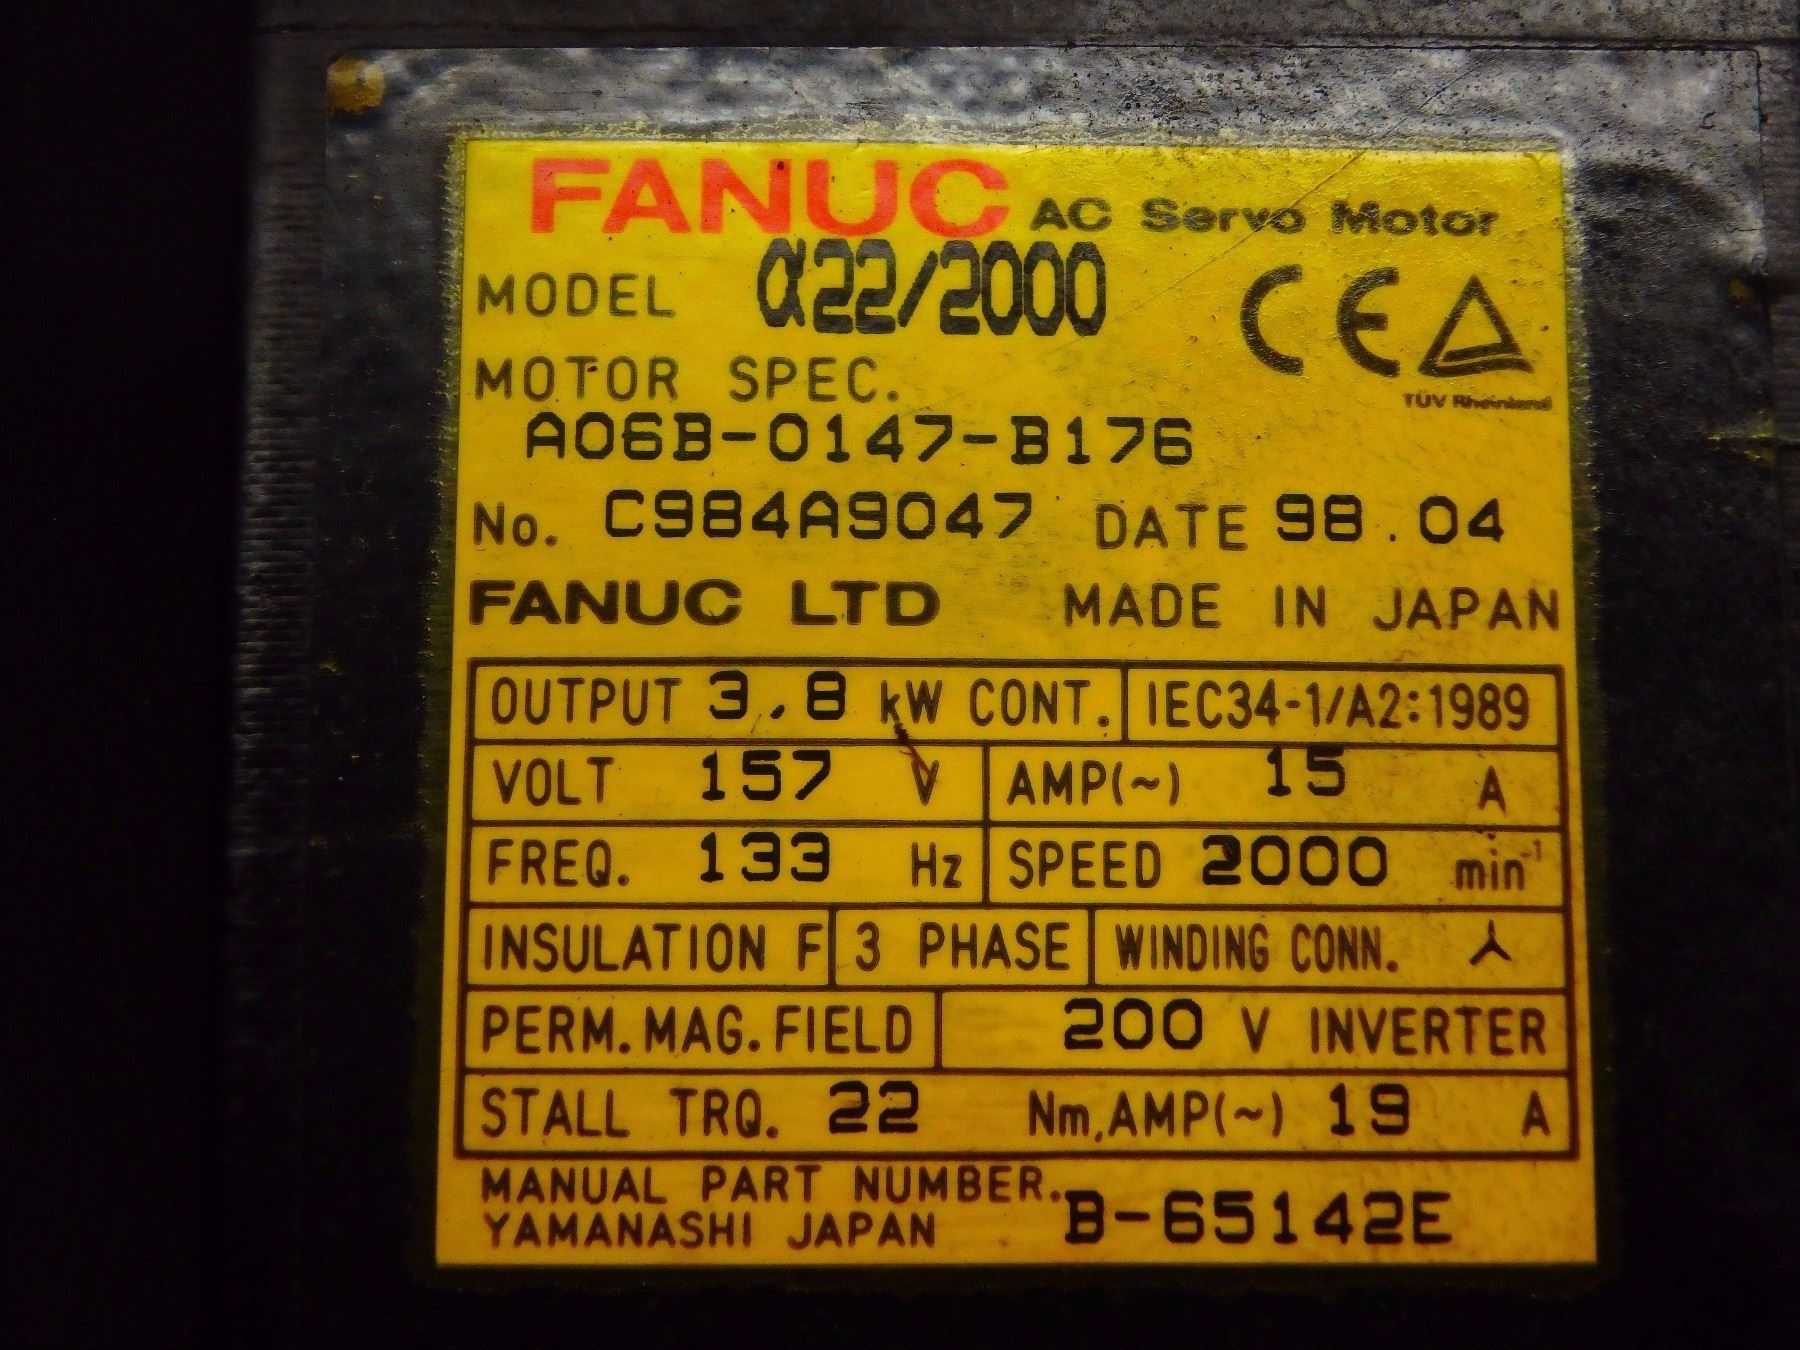 FANUC AC Servo Motor
MODEL α22/2000
CE
TÜV Rheinland
MOTOR SPEC.
A06B-0147-B176
No. C984A9047 DATE 98.04
FANUC LTD MADE IN JAPAN
OUTPUT 3.8 kW CONT. IEC34-1/A2:1989
VOLT 157 V AMP(~) 15 A
FREQ. 133 Hz SPEED 2000 min⁻¹
INSULATION F 3 PHASE WINDING CONN.
PERM. MAG. FIELD 200 V INVERTER
STALL TRQ. 22 Nm, AMP(~) 19 A
MANUAL PART NUMBER.
YAMANASHI JAPAN B-65142E